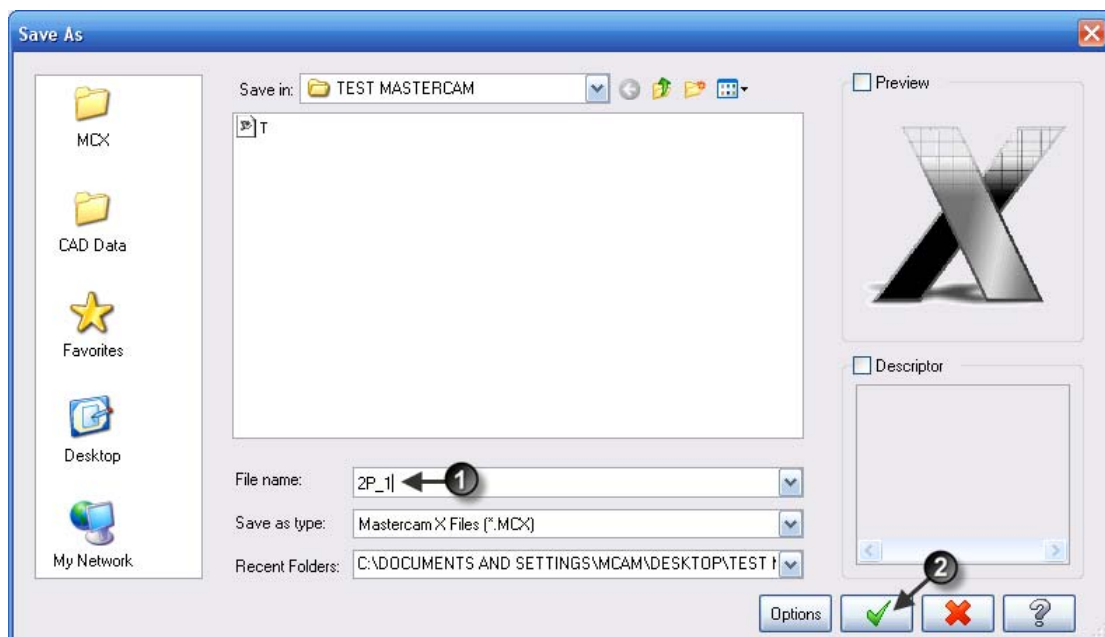 Save As
MCX
CAD Data
Favorites
Desktop
My Network
Save in: TEST MASTERCAM
T
File name: 2P_1 1
Save as type: Mastercam X Files (*.MCX)
Recent Folders: C:\DOCUMENTS AND SETTINGS\MCAM\DESKTOP\TEST
Preview
Descriptor
2
Options
?